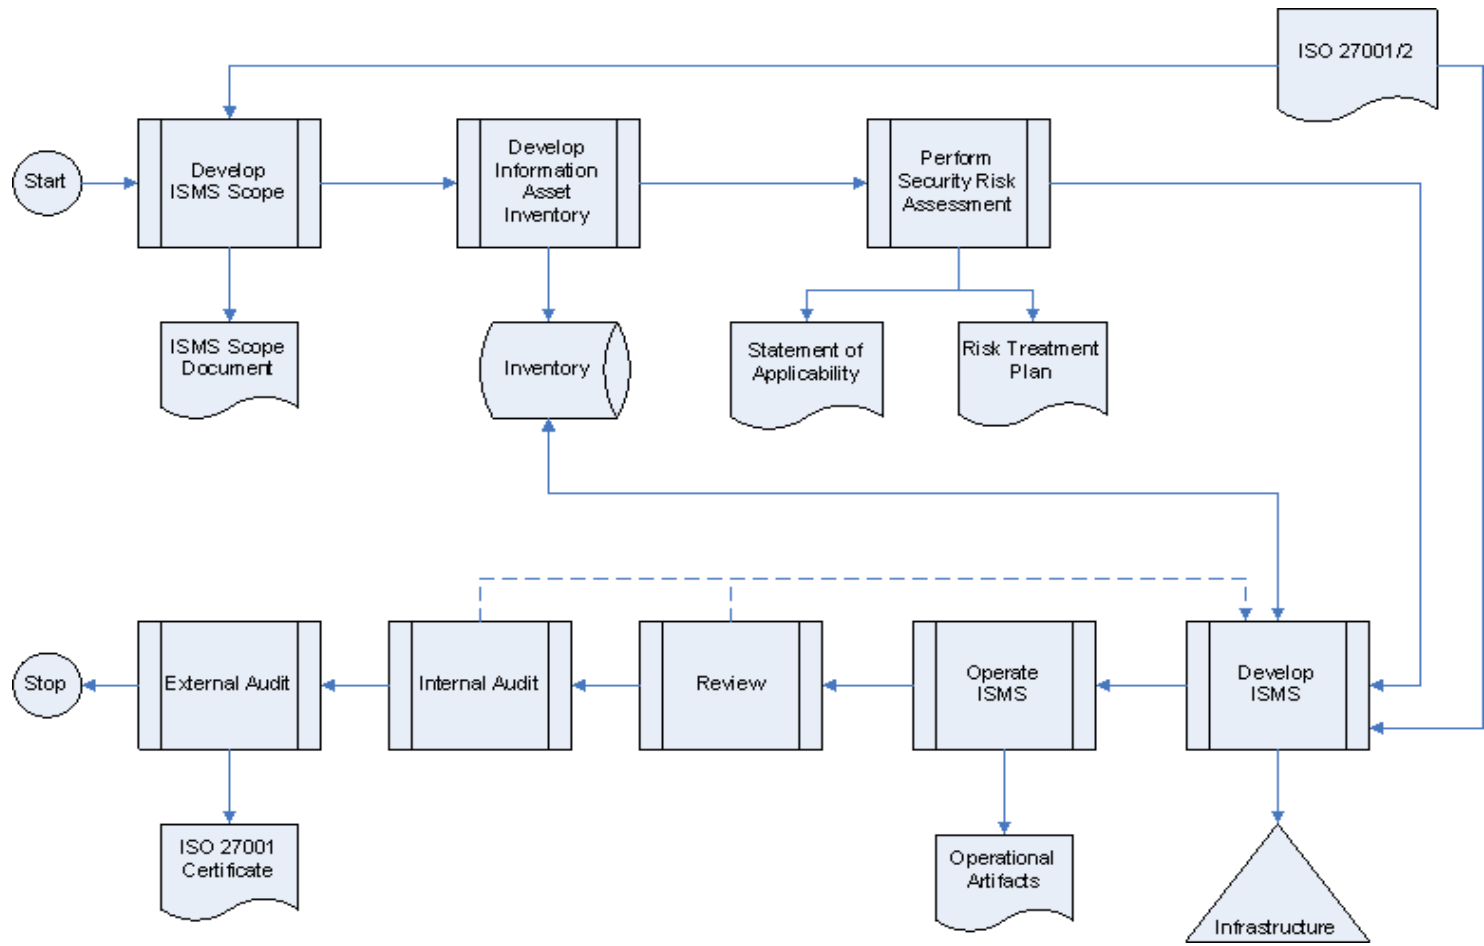 ISO 27001/2
Start
Develop
ISMS Scope
Develop
Information
Asset
Inventory
Perform
Security Risk
Assessment
ISMS Scope
Document
Inventory
Statement of
Applicability
Risk Treatment
Plan
Stop
External Audit
Internal Audit
Review
Operate
ISMS
Develop
ISMS
ISO 27001
Certificate
Operational
Artifacts
Infrastructure